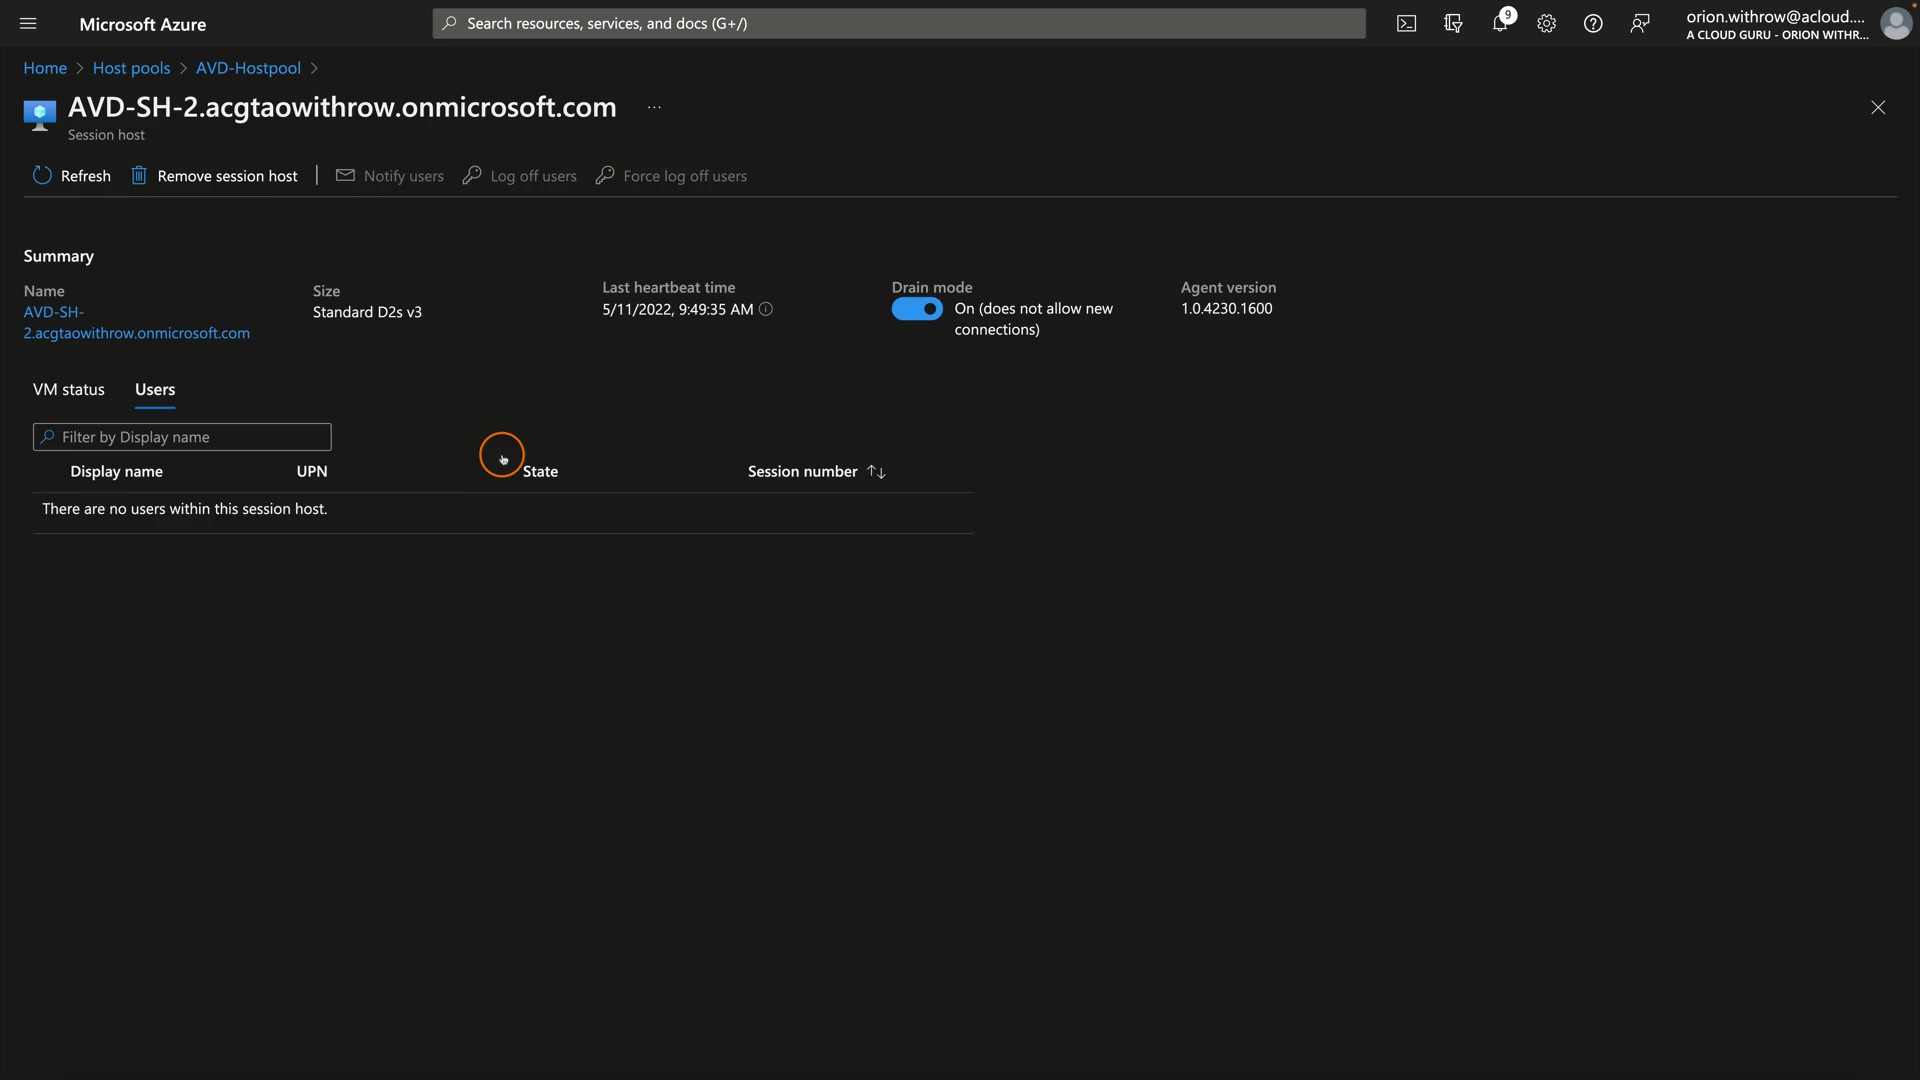 Microsoft Azure
Search resources, services, and docs (G+/)
9
orion.withrow@acloud....
A CLOUD GURU - ORION WITHR...
Home > Host pools > AVD-Hostpool >
AVD-SH-2.acgtaowithrow.onmicrosoft.com ...
Session host
Refresh
Remove session host
Notify users
Log off users
Force log off users
Summary
Name
AVD-SH-
2.acgtaowithrow.onmicrosoft.com
Size
Standard D2s v3
Last heartbeat time
5/11/2022, 9:49:35 AM
Drain mode
On (does not allow new
connections)
Agent version
1.0.4230.1600
VM status
Users
Filter by Display name
Display name
UPN
State
Session number
There are no users within this session host.